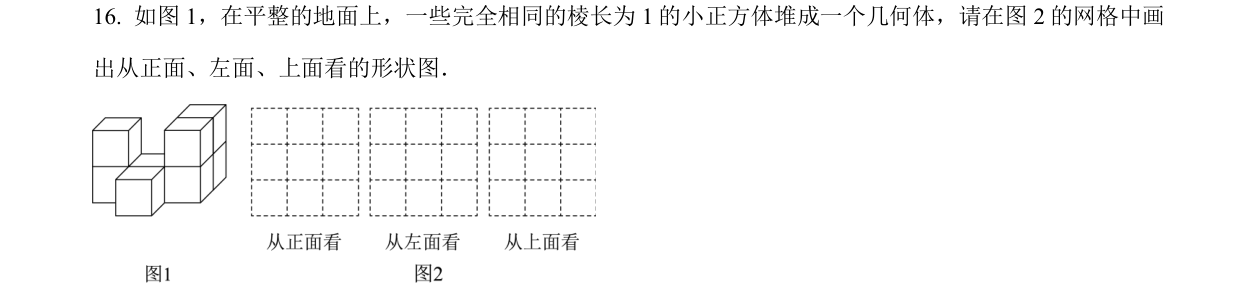 16. 如图 1，在平整的地面上，一些完全相同的棱长为 1 的小正方体堆成一个几何体，请在图 2 的网格中画
出从正面、左面、上面看的形状图．
从正面看 从左面看 从上面看
图1 图2